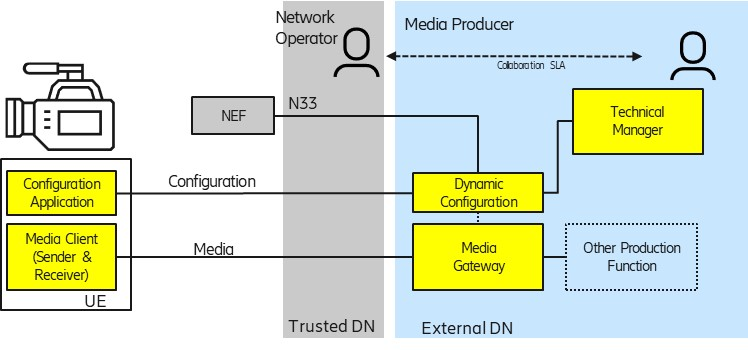 Network
Operator
Media Producer
Collaboration SLA
NEF
N33
Technical
Manager
Configuration
Application
Configuration
Dynamic
Configuration
Media Client
(Sender &
Receiver)
Media
Media
Gateway
Other Production
Function
UE
Trusted DN
External DN